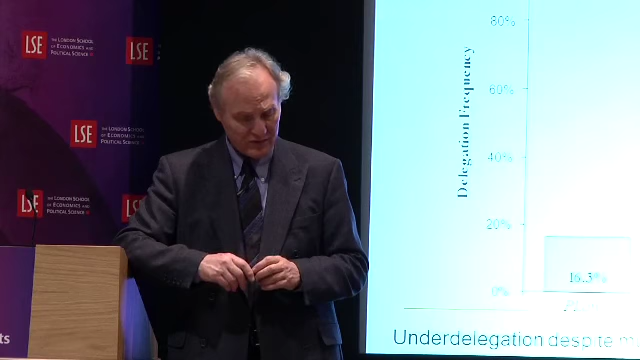 LSE THE LONDON SCHOOL
OF ECONOMICS AND
POLITICAL SCIENCE
LSE
LSE THE LONDON SCHOOL
OF ECONOMICS AND
POLITICAL SCIENCE
LSE THE LONDON SCHOOL
OF ECONOMICS AND
POLITICAL SCIENCE
LSE
ts
80%
60%
40%
20%
0%
Delegation Frequency
16.3%
Underdelegation despite m